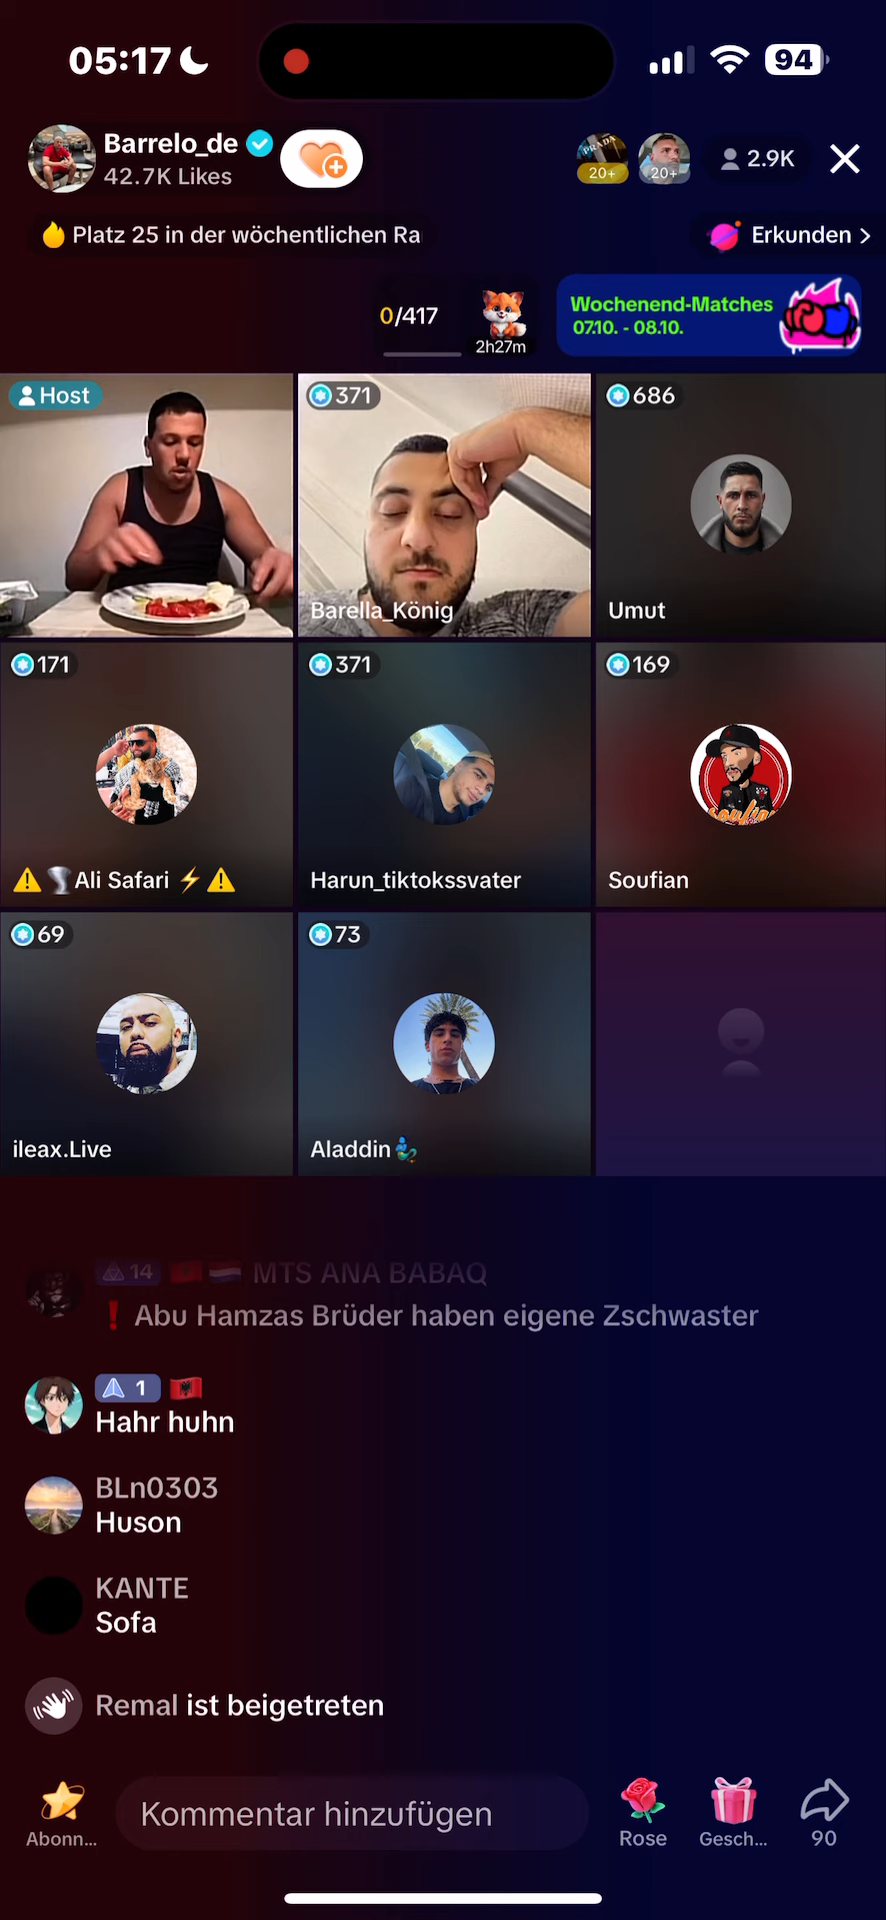 05:17
94
Barrelo_de
42.7K Likes
PRADA
20+
20+
2.9K
Platz 25 in der wöchentlichen Ra
Erkunden >
0/417
2h27m
Wochenend-Matches
07.10. - 08.10.
Host
371
686
Barella_König
Umut
171
371
169
Ali Safari
Harun_tiktokssvater
Soufian
69
73
ileax.Live
Aladdin
14 MTS ANA BABAQ
❗ Abu Hamzas Brüder haben eigene Zschwaster
1
Hahr huhn
BLn0303
Huson
KANTE
Sofa
Remal ist beigetreten
Abonn...
Kommentar hinzufügen
Rose
Gesch...
90